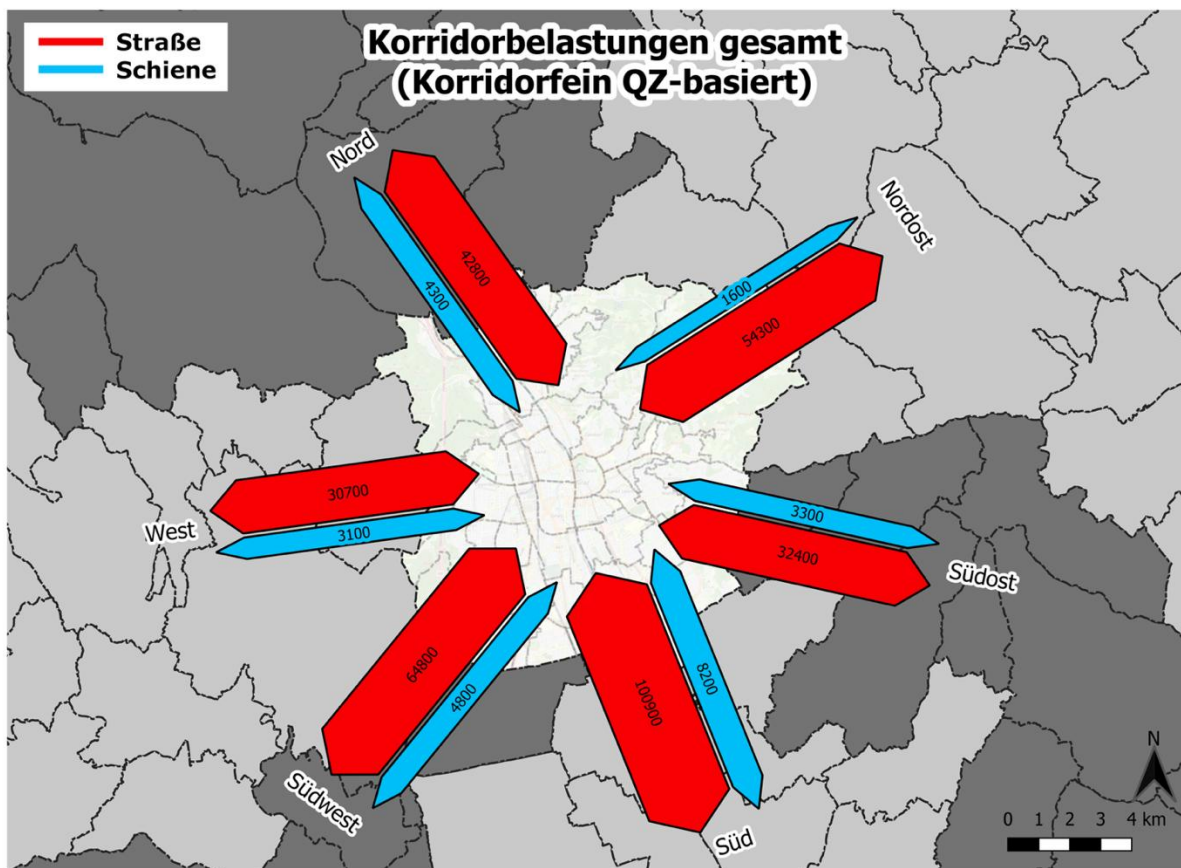 Straße
Schiene
Korridorbelastungen gesamt
(Korridorfein QZ-basiert)
Nord
Nordost
42800
4300
1600
54300
30700
West
3100
3300
32400
Südost
64800
4800
100900
8200
Südwest
Süd
N
0 1 2 3 4 km